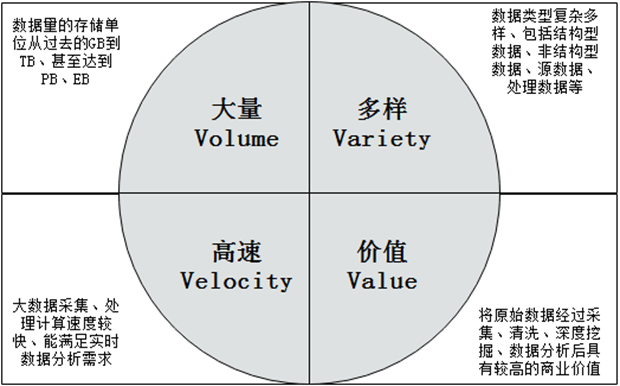 数据量的存储单
位从过去的GB到
TB、甚至达到
PB、EB
大量
Volume
多样
Variety
数据类型复杂多
样、包括结构型
数据、非结构型
数据、源数据、
处理数据等
大数据采集、处
理计算速度较
快、能满足实时
数据分析需求
高速
Velocity
价值
Value
将原始数据经过采
集、清洗、深度挖
掘、数据分析后具
有较高的商业价值